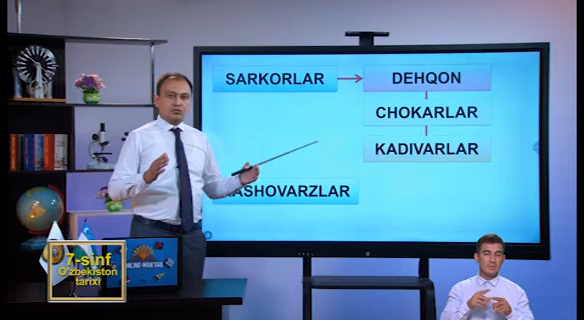 SARKORLAR
DEHQON
CHOKARLAR
KADIVARLAR
ASHOVARZLAR
7-sinf
O'zbekiston
tarixi